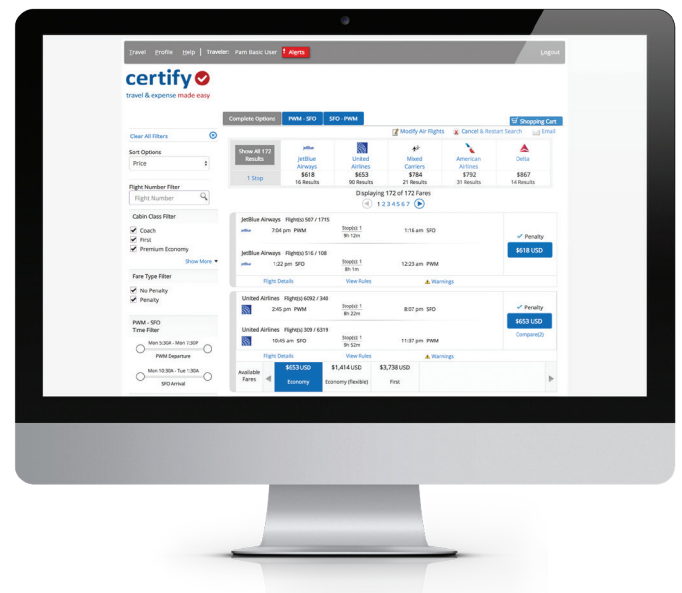 Travel Profile Help | Traveler: Pam Basic User ! Alerts Logout
certify
travel & expense made easy
Complete Options PWM - SFO SFO - PWM Shopping Cart
Modify Air Flights Cancel & Restart Search Email
Clear All Filters
Sort Options
Price
Flight Number Filter
Flight Number
Cabin Class Filter
Coach
First
Premium Economy
Show More
Fare Type Filter
No Penalty
Penalty
PWM - SFO
Time Filter
Mon 5:30A - Mon 7:30P
PWM Departure
Mon 10:30A - Tue 1:30A
SFO Arrival
Show All 172
Results
1 Stop
jetBlue
JetBlue
Airways
$618
16 Results
United
Airlines
$653
90 Results
Mixed
Carriers
$784
21 Results
American
Airlines
$792
31 Results
Delta
$867
14 Results
Displaying 172 of 172 Fares
1 2 3 4 5 6 7
JetBlue Airways Flight(s) 507 / 1715
jetBlue 7:04 pm PWM Stop(s): 1 1:16 am SFO
9h 12m
JetBlue Airways Flight(s) 516 / 108
jetBlue 1:22 pm SFO Stop(s): 1 12:23 am PWM
8h 1m
Penalty
$618 USD
Flight Details View Rules Warnings
United Airlines Flight(s) 6092 / 340
2:45 pm PWM Stop(s): 1 8:07 pm SFO
8h 22m
United Airlines Flight(s) 309 / 6319
10:45 am SFO Stop(s): 1 11:37 pm PWM
9h 52m
Penalty
$653 USD
Compare(2)
Flight Details View Rules Warnings
Available
Fares
$653 USD
Economy
$1,414 USD
Economy (flexible)
$3,738 USD
First